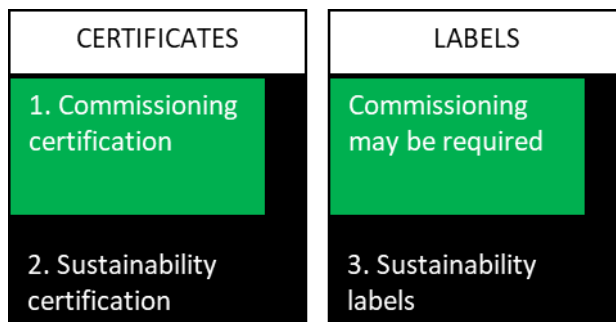 CERTIFICATES
1. Commissioning
certification
2. Sustainability
certification
LABELS
Commissioning
may be required
3. Sustainability
labels